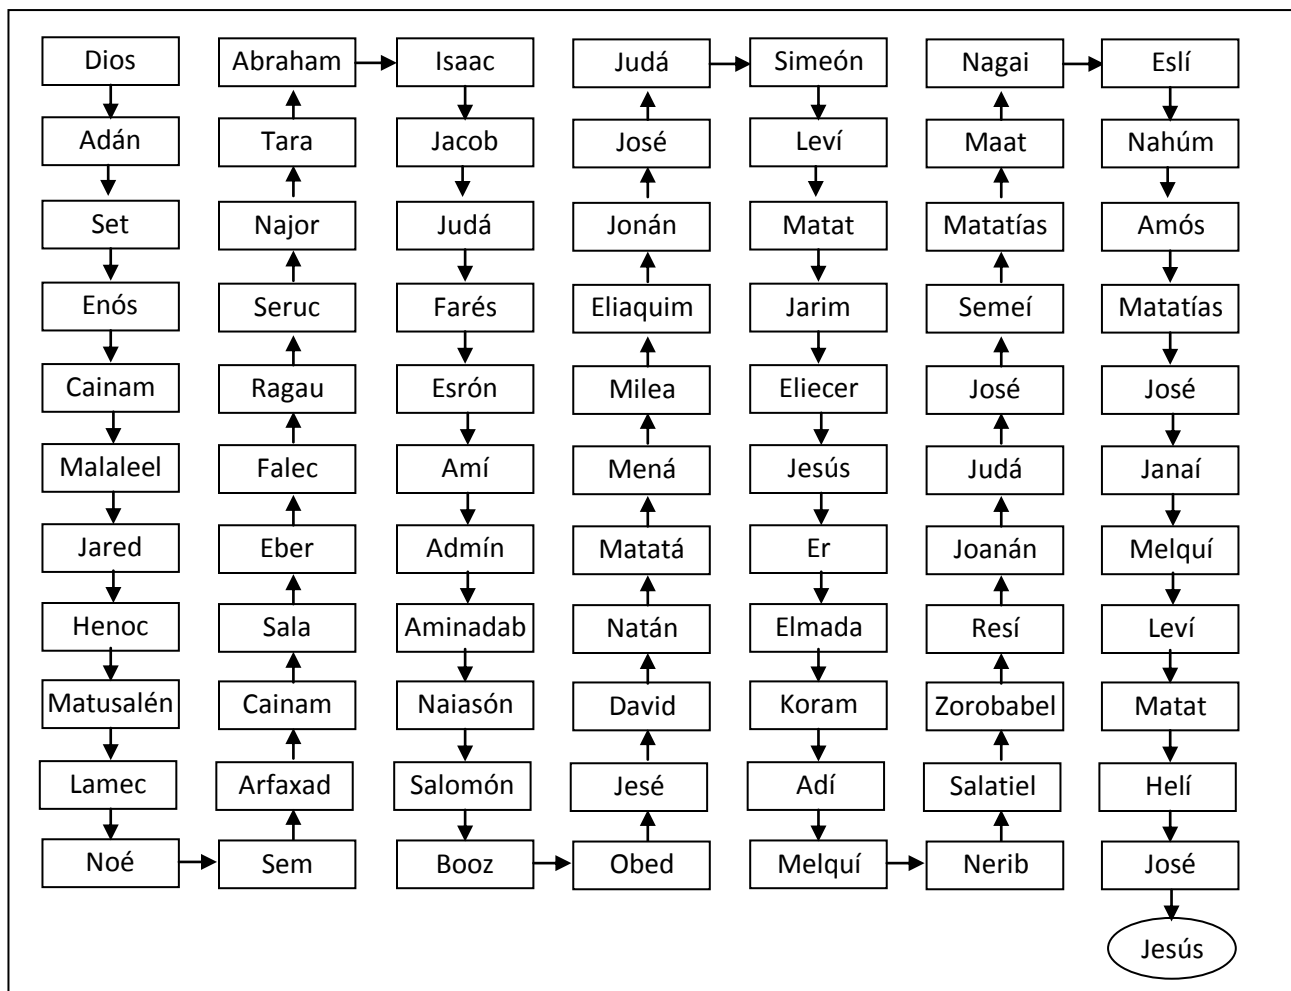 Dios
Adán
Set
Enós
Cainam
Malaleel
Jared
Henoc
Matusalén
Lamec
Noé
Sem
Arfaxad
Cainam
Sala
Eber
Falec
Ragau
Seruc
Najor
Tara
Abraham
Isaac
Jacob
Judá
Farés
Esrón
Amí
Admín
Aminadab
Naiasón
Salomón
Booz
Obed
Jesé
David
Natán
Matatá
Mená
Milea
Eliaquim
Jonán
José
Judá
Simeón
Leví
Matat
Jarim
Eliecer
Jesús
Er
Elmada
Koram
Adí
Melquí
Nerib
Salatiel
Zorobabel
Resí
Joanán
Judá
José
Semeí
Matatías
Maat
Nagai
Eslí
Nahúm
Amós
Matatías
José
Janaí
Melquí
Leví
Matat
Helí
José
Jesús